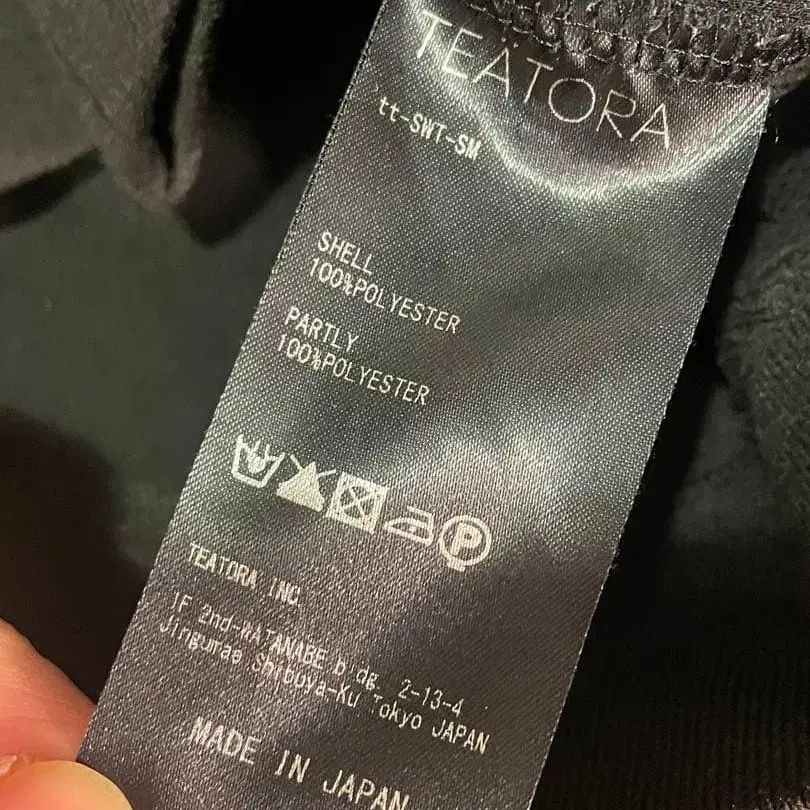 TEÄTORA
tt-SWT-SM
SHELL
100%POLYESTER
PARTLY
100%POLYESTER
P
TEATORA INC.
1F 2nd-WATANABE bldg. 2-13-4
Jingumae Shibuya-Ku Tokyo JAPAN
MADE IN JAPAN